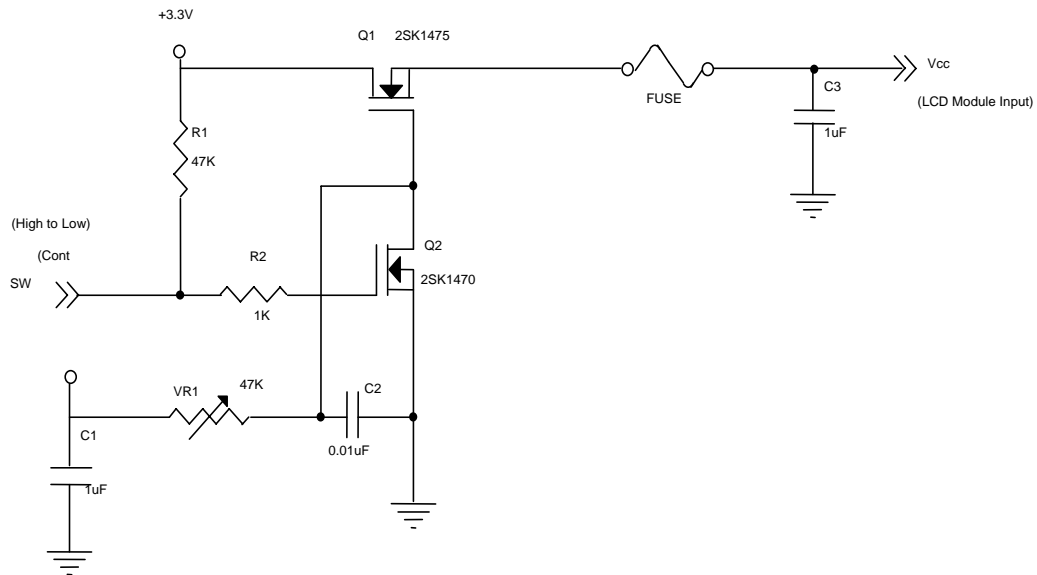 +3.3V
Q1 2SK1475
Vcc
FUSE
C3
(LCD Module Input)
R1
1uF
47K
(High to Low)
(Cont
Q2
R2
SW
2SK1470
1K
VR1
47K
C2
C1
0.01uF
1uF